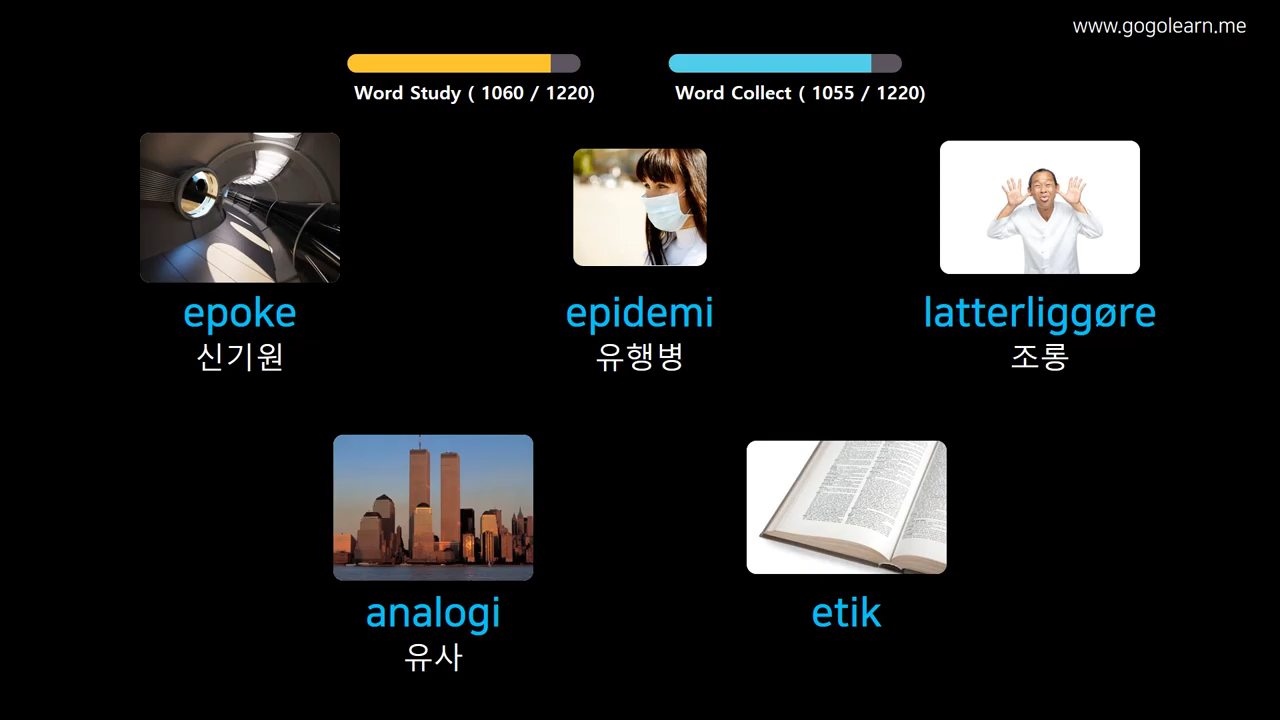 www.gogolearn.me
Word Study ( 1060 / 1220)
Word Collect ( 1055 / 1220)
epoke
신기원
epidemi
유행병
latterliggøre
조롱
analogi
유사
etik